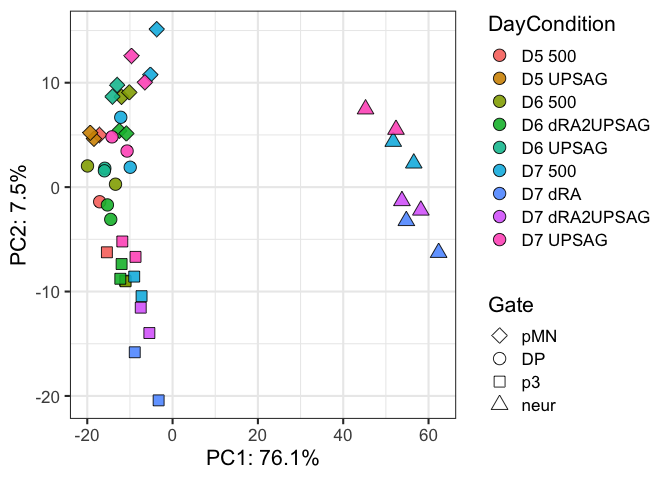 PC2: 7.5%
10
0
-10
-20
-20
0
20
40
60
PC1: 76.1%
DayCondition
D5 500
D5 UPSAG
D6 500
D6 dRA2UPSAG
D6 UPSAG
D7 500
D7 dRA
D7 dRA2UPSAG
D7 UPSAG
Gate
pMN
DP
p3
neur